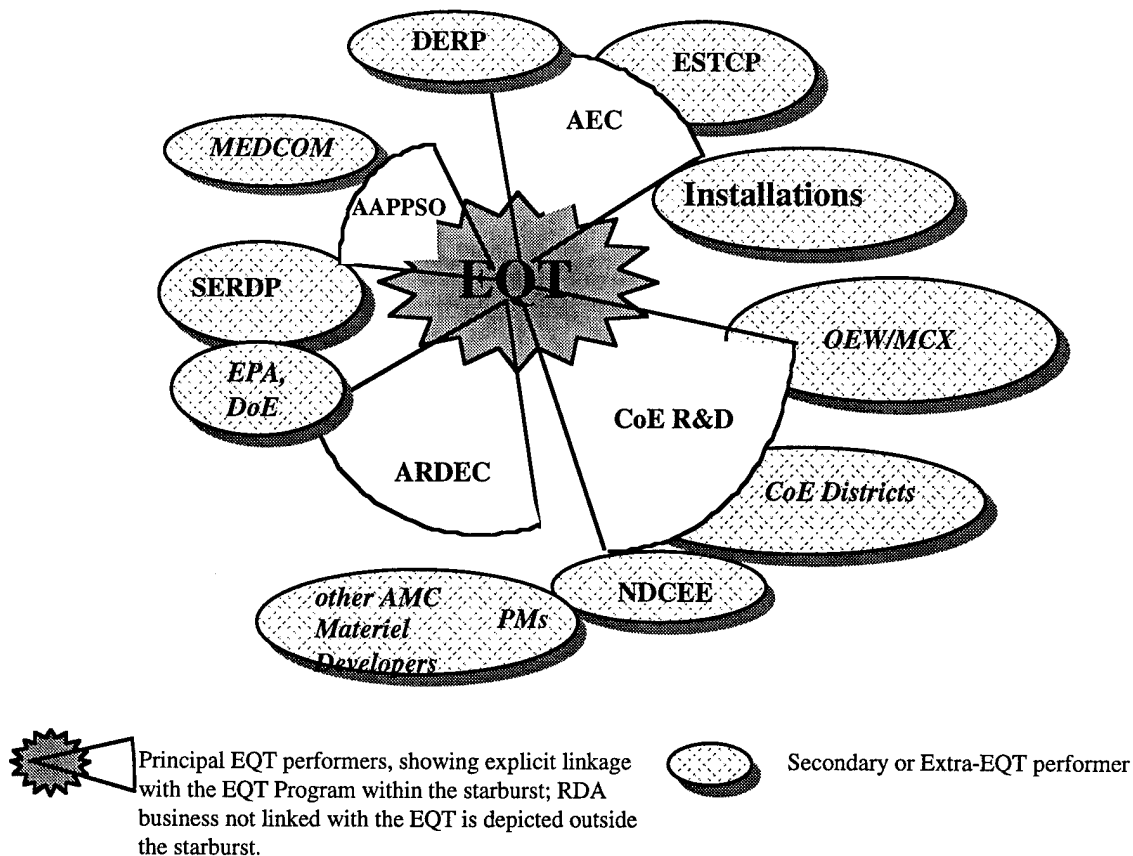 DERP
ESTCP
AEC
MEDCOM
Installations
AAPPSO
EQT
SERDP
OEW/MCX
EPA,
DoE
CoE R&D
ARDEC
CoE Districts
NDCEE
other AMC PMs
Materiel
Developers
Principal EQT performers, showing explicit linkage
with the EQT Program within the starburst; RDA
business not linked with the EQT is depicted outside
the starburst.
Secondary or Extra-EQT performer